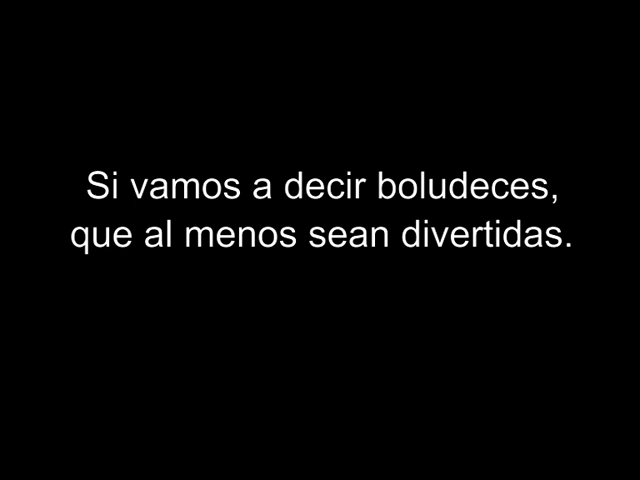 Si vamos a decir boludeces,
que al menos sean divertidas.